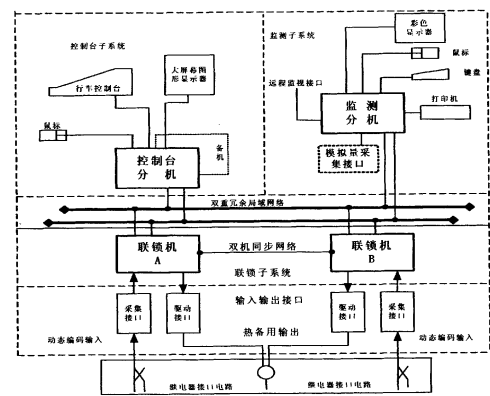 控制台子系统
行车控制台
大屏幕图
形显示器
鼠标
备机
控制台
分 机
监测子系统
彩色
显示器
鼠标
键盘
远程监视接口
监 测
分 机
打印机
模拟量采
集接口
双重冗余局域网络
联锁机
A
双机同步网络
联锁机
B
联锁子系统
采集
接口
驱动
接口
输入输出接口
热备用输出
驱动
接口
采集
接口
动态编码输入
动态编码输入
继电器接口电路
继电器接口电路